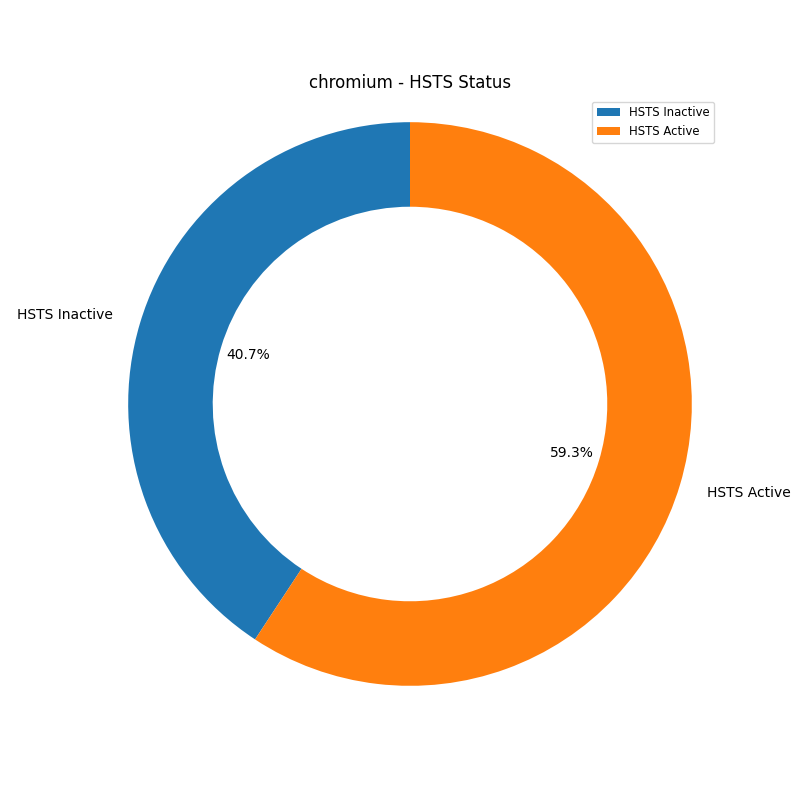 chromium - HSTS Status
HSTS Inactive
HSTS Active
HSTS Inactive
40.7%
59.3%
HSTS Active